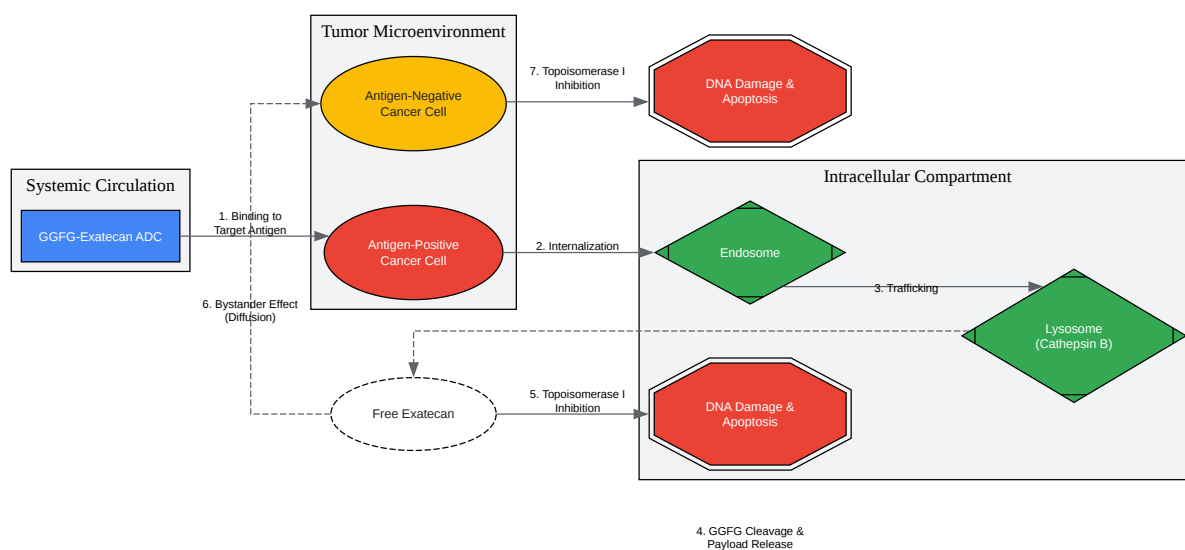 Tumor Microenvironment
Antigen-Negative
Cancer Cell
7. Topoisomerase I
Inhibition
DNA Damage &
Apoptosis
Systemic Circulation
GGFG-Exatecan ADC
1. Binding to
Target Antigen
Antigen-Positive
Cancer Cell
2. Internalization
Intracellular Compartment
Endosome
3. Trafficking
Lysosome
(Cathepsin B)
6. Bystander Effect
(Diffusion)
Free Exatecan
5. Topoisomerase I
Inhibition
DNA Damage &
Apoptosis
4. GGFG Cleavage &
Payload Release